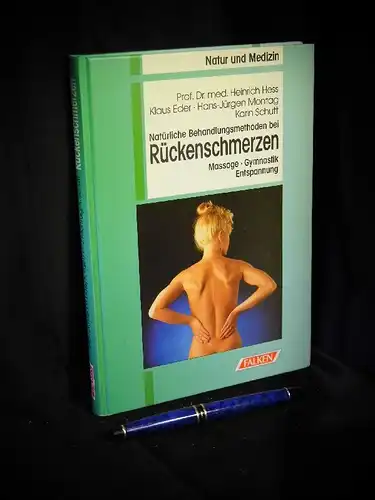 Natur und Medizin
Prof. Dr. med. Heinrich Hess
Klaus Eder · Hans-Jürgen Montag
Karin Schutt
Natürliche Behandlungsmethoden bei
Rückenschmerzen
Massage · Gymnastik
Entspannung
FALKEN
Rückenschmerzen
FALKEN